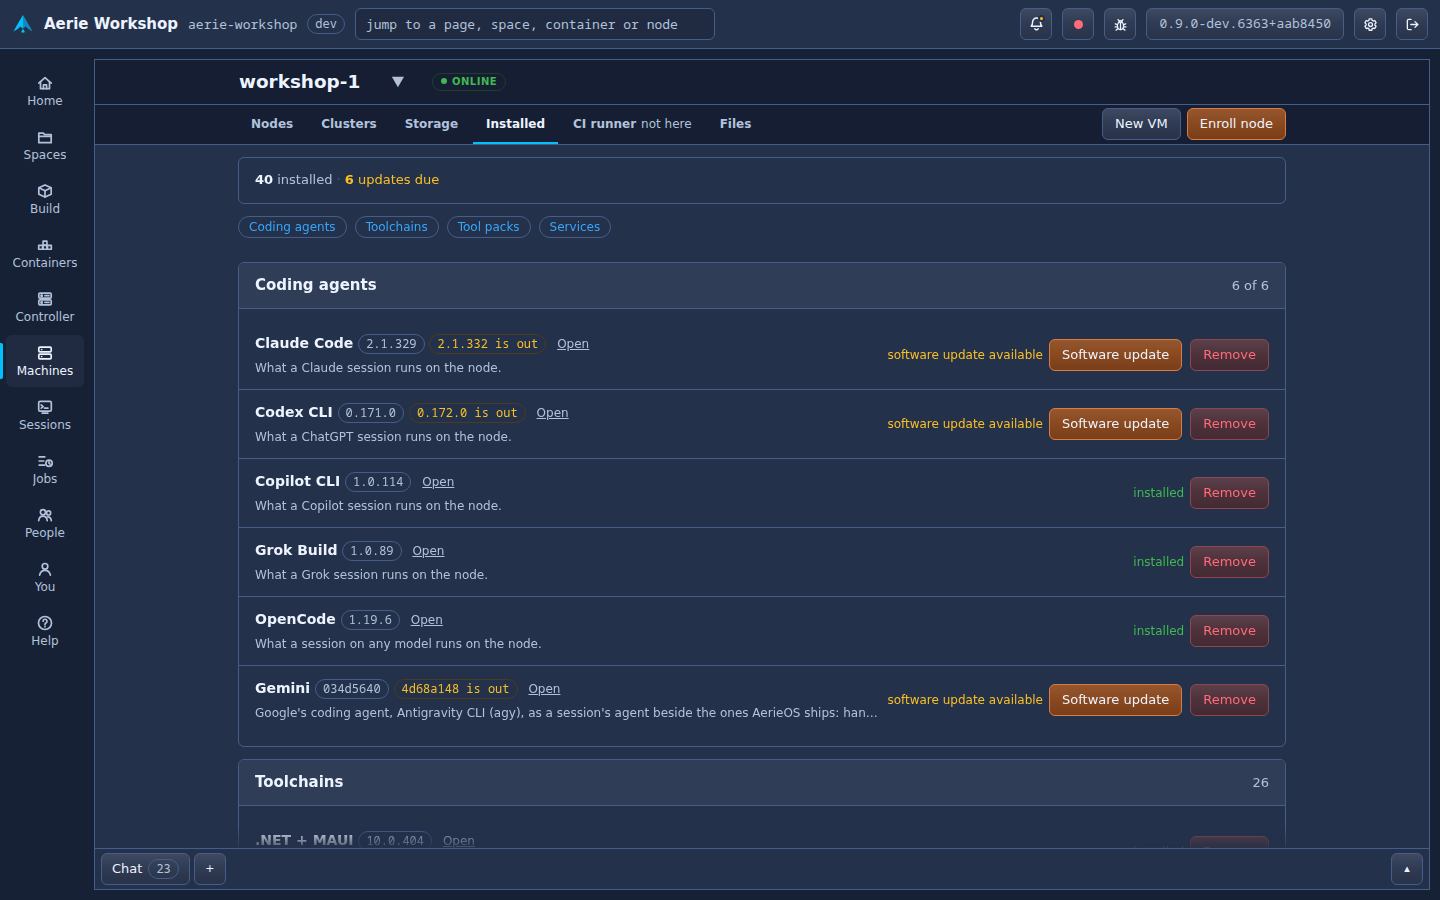 Aerie Workshop aerie-workshop dev jump to a page, space, container or node 0.9.0-dev.6363+aab8450
Home
Spaces
Build
Containers
Controller
Machines
Sessions
Jobs
People
You
Help
workshop-1 ▼ ONLINE
Nodes Clusters Storage Installed CI runner not here Files New VM Enroll node
40 installed · 6 updates due
Coding agents Toolchains Tool packs Services
Coding agents 6 of 6
Claude Code 2.1.329 2.1.332 is out Open
What a Claude session runs on the node.
software update available Software update Remove
Codex CLI 0.171.0 0.172.0 is out Open
What a ChatGPT session runs on the node.
software update available Software update Remove
Copilot CLI 1.0.114 Open
What a Copilot session runs on the node.
installed Remove
Grok Build 1.0.89 Open
What a Grok session runs on the node.
installed Remove
OpenCode 1.19.6 Open
What a session on any model runs on the node.
installed Remove
Gemini 034d5640 4d68a148 is out Open
Google's coding agent, Antigravity CLI (agy), as a session's agent beside the ones AerieOS ships: han...
software update available Software update Remove
Toolchains 26
.NET + MAUI 10.0.404 Open
Chat 23 + ▲